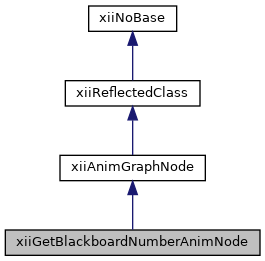 xiiNoBase
xiiReflectedClass
xiiAnimGraphNode
xiiGetBlackboardNumberAnimNode